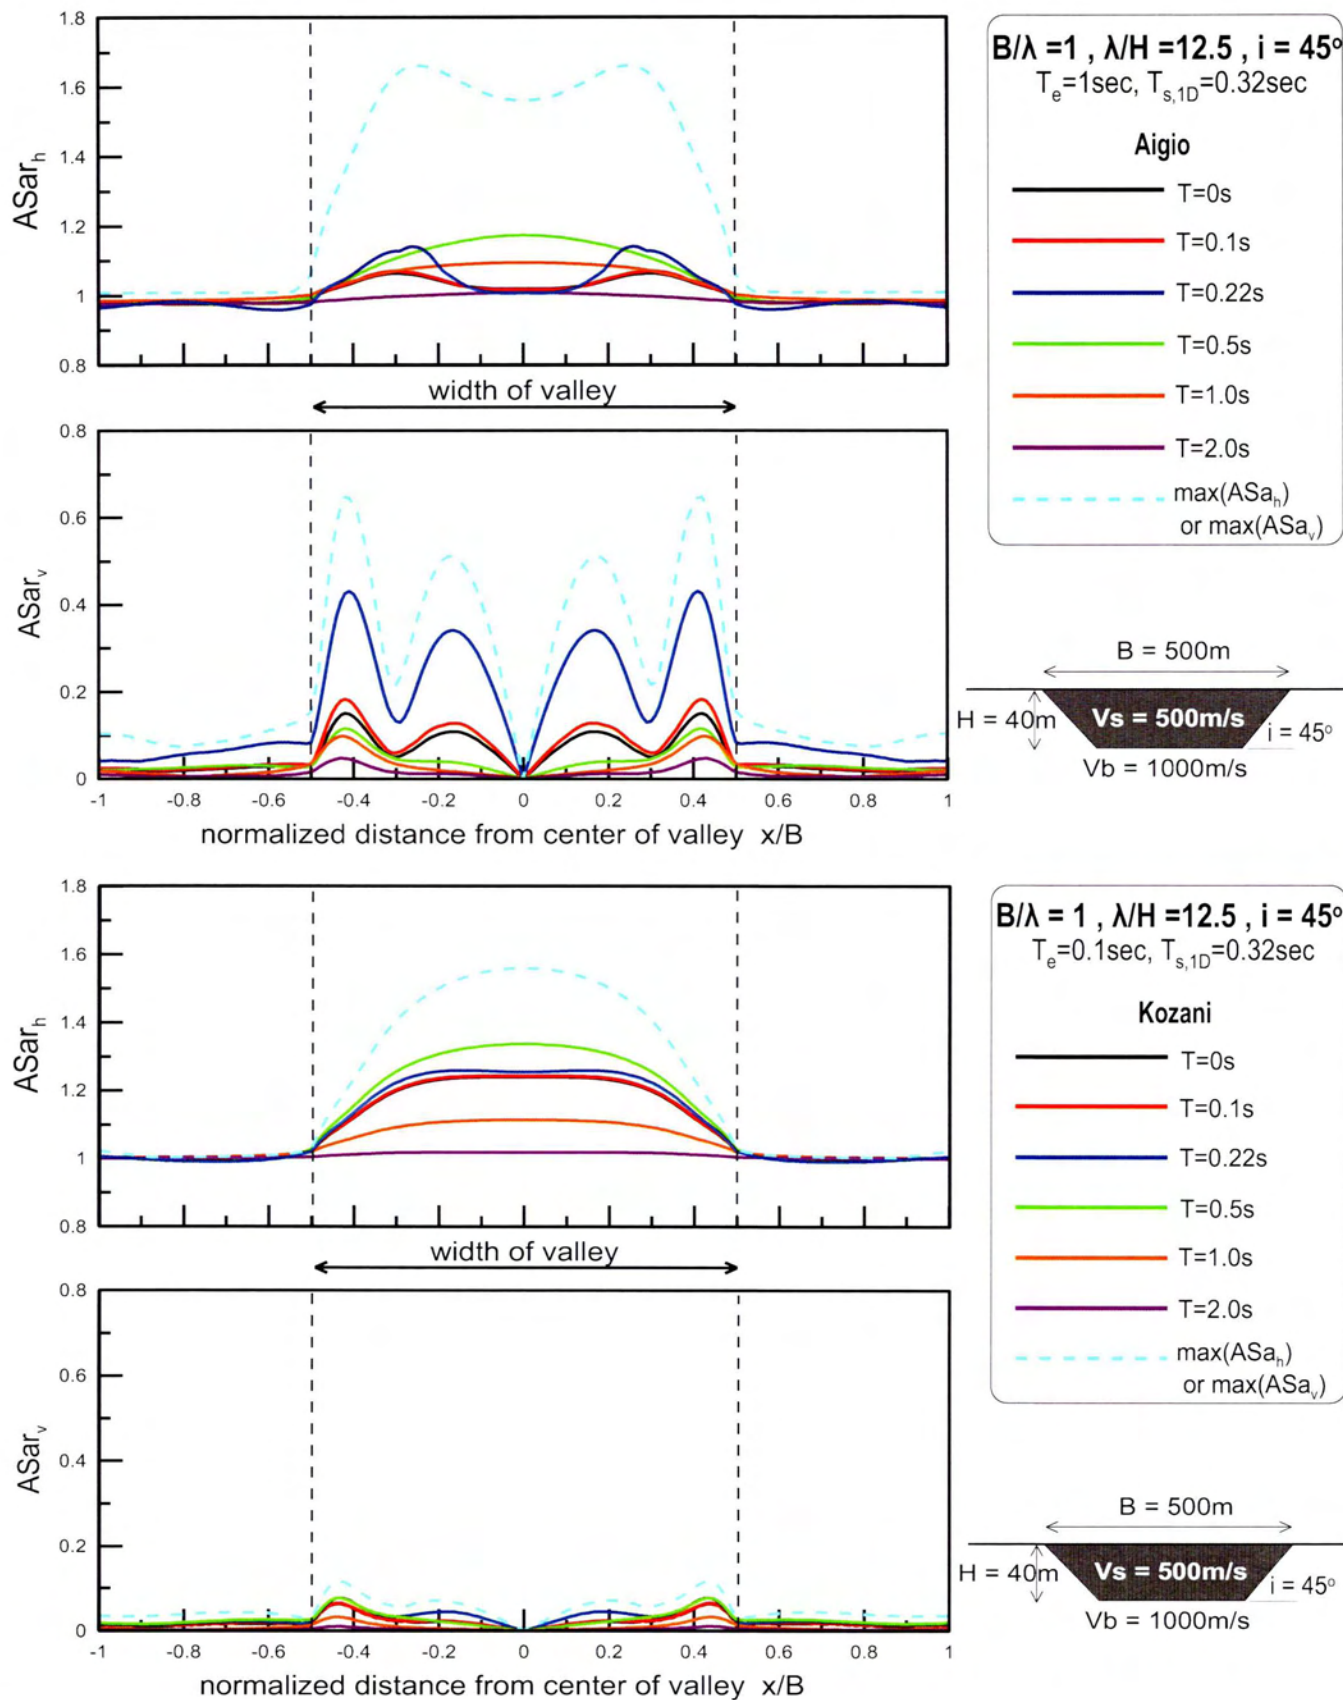 1.8
1.6
1.4
1.2
1
0.8
ASar_h
width of valley
0.8
0.6
0.4
0.2
0
ASar_v
-1 -0.8 -0.6 -0.4 -0.2 0 0.2 0.4 0.6 0.8 1
normalized distance from center of valley x/B
B/λ =1 , λ/H =12.5 , i = 45°
T_e=1sec, T_s,1D=0.32sec
Aigio
T=0s
T=0.1s
T=0.22s
T=0.5s
T=1.0s
T=2.0s
max(ASa_h)
or max(ASa_v)
B = 500m
H = 40m
Vs = 500m/s
i = 45°
Vb = 1000m/s
1.8
1.6
1.4
1.2
1
0.8
ASar_h
width of valley
0.8
0.6
0.4
0.2
0
ASar_v
-1 -0.8 -0.6 -0.4 -0.2 0 0.2 0.4 0.6 0.8 1
normalized distance from center of valley x/B
B/λ = 1 , λ/H =12.5 , i = 45°
T_e=0.1sec, T_s,1D=0.32sec
Kozani
T=0s
T=0.1s
T=0.22s
T=0.5s
T=1.0s
T=2.0s
max(ASa_h)
or max(ASa_v)
B = 500m
H = 40m
Vs = 500m/s
i = 45°
Vb = 1000m/s